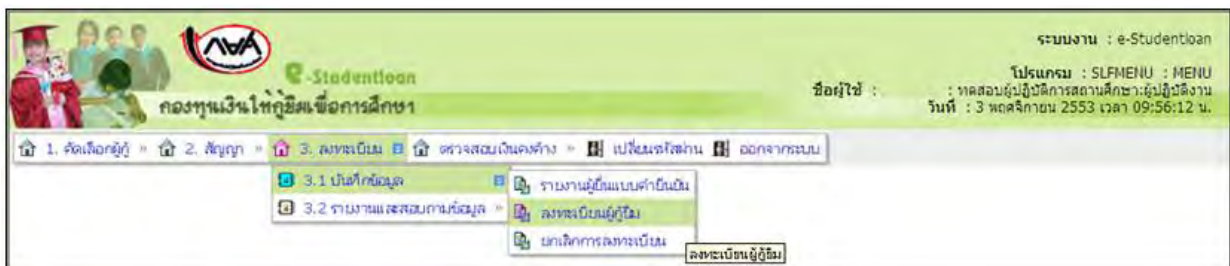 ระบบงาน : e-Studentloan
กยศ
e-Studentloan
โปรแกรม : SLFMENU : MENU
ชื่อผู้ใช้ : : ทดสอบผู้ปฏิบัติการสถานศึกษา:ผู้ปฏิบัติงาน
กองทุนเงินให้กู้ยืมเพื่อการศึกษา
วันที่ : 3 พฤศจิกายน 2553 เวลา 09:56:12 น.
1. คัดเลือกผู้กู้ » 2. สัญญา » 3. ลงทะเบียน ตรวจสอบเงินคงค้าง » เปลี่ยนรหัสผ่าน ออกจากระบบ
3.1 บันทึกข้อมูล
รายงานผู้ยื่นแบบคำยืนยัน
3.2 รายงานและสอบถามข้อมูล »
ลงทะเบียนผู้กู้ยืม
ยกเลิกการลงทะเบียน
ลงทะเบียนผู้กู้ยืม